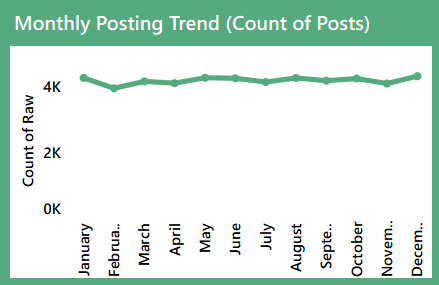 Monthly Posting Trend (Count of Posts)
Count of Raw
4K
2K
0K
January
Februa..
March
April
May
June
July
August
Septe..
October
Novem..
Decem..